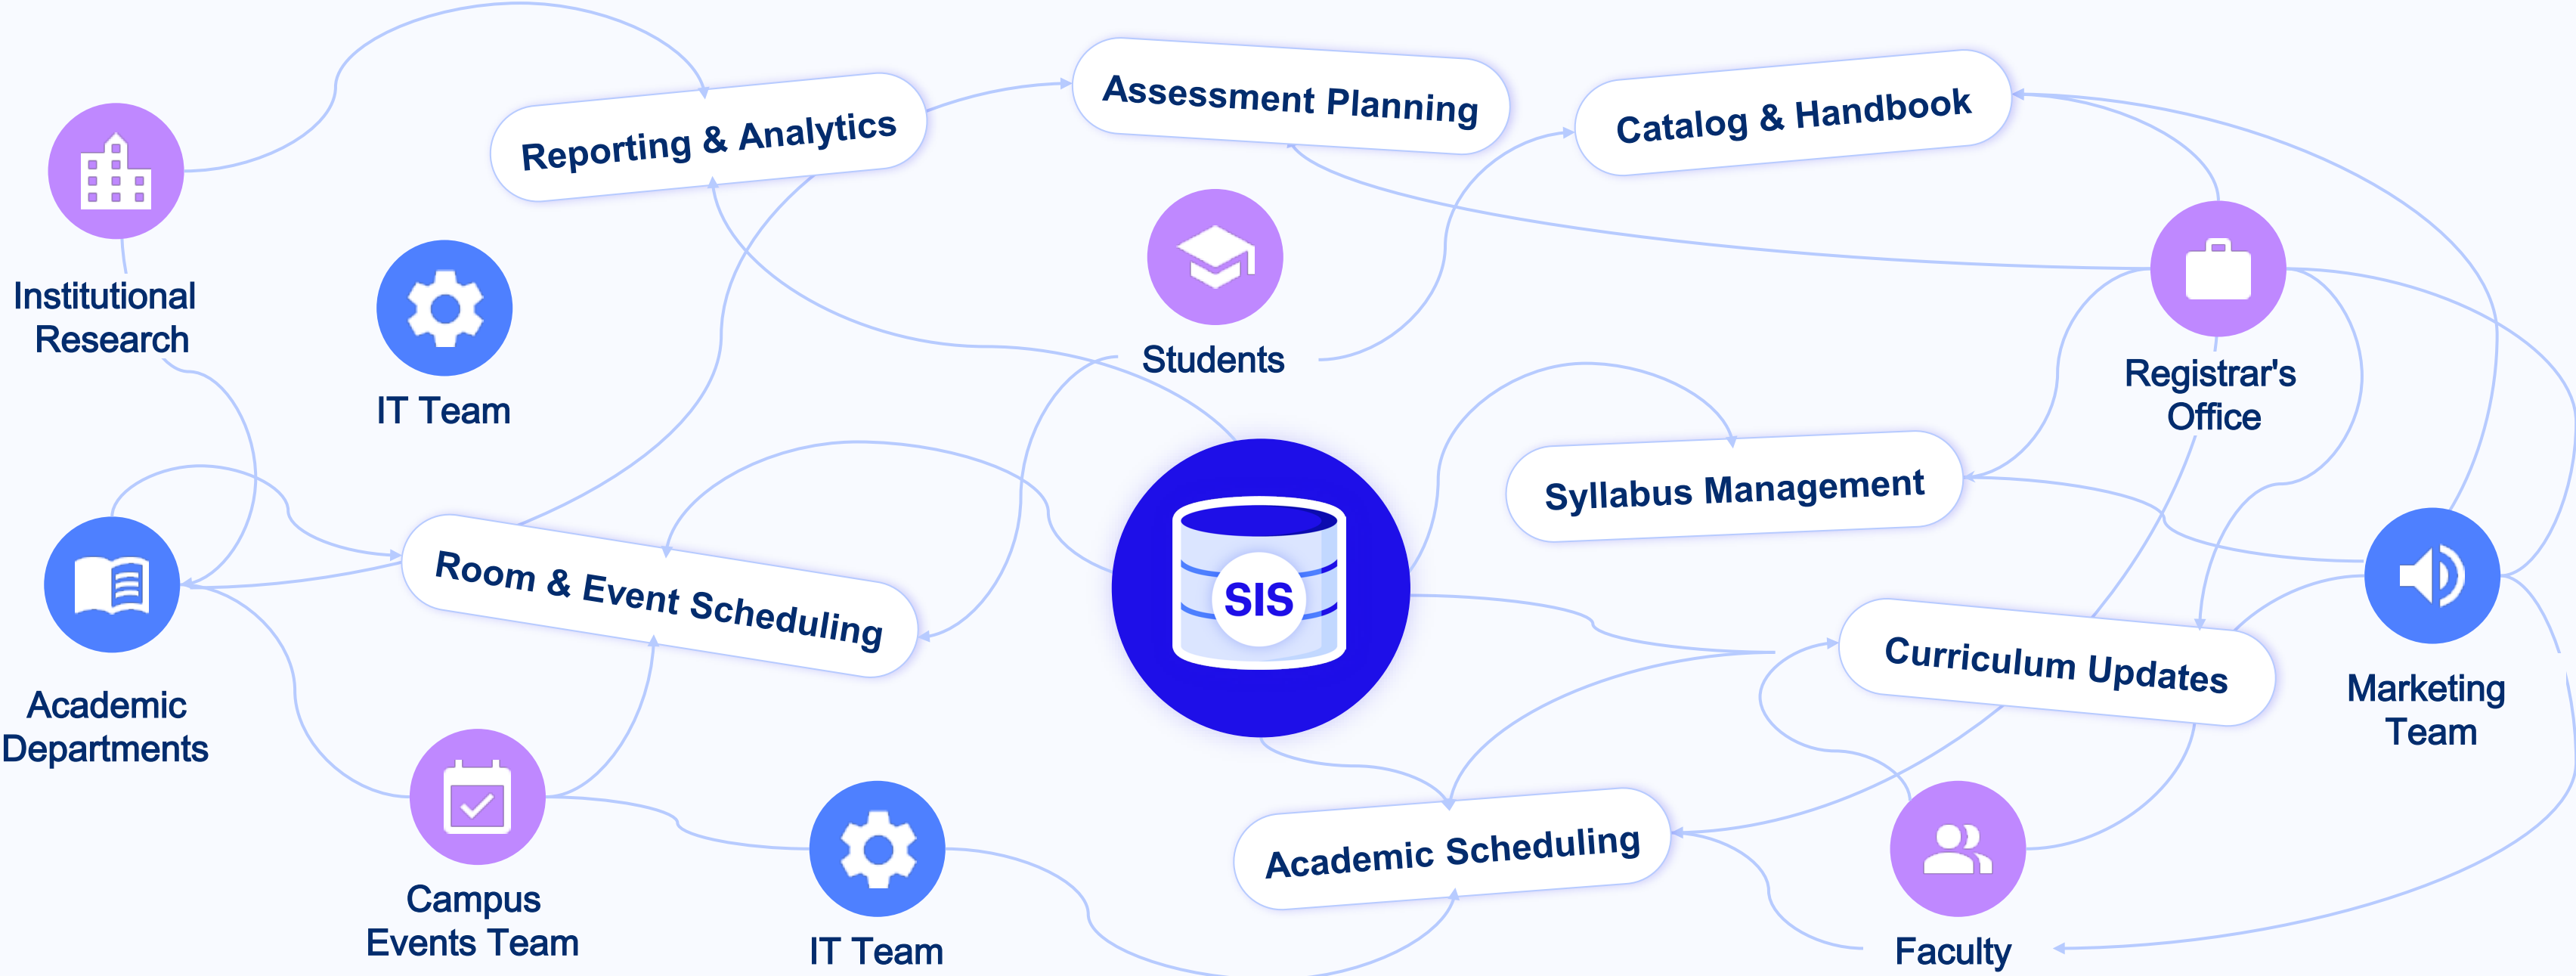 Assessment Planning
Catalog & Handbook
Reporting & Analytics
Institutional
Research
IT Team
Students
Registrar's
Office
Syllabus Management
Room & Event Scheduling
SIS
Curriculum Updates
Academic
Departments
Marketing
Team
Academic Scheduling
Campus
Events Team
IT Team
Faculty